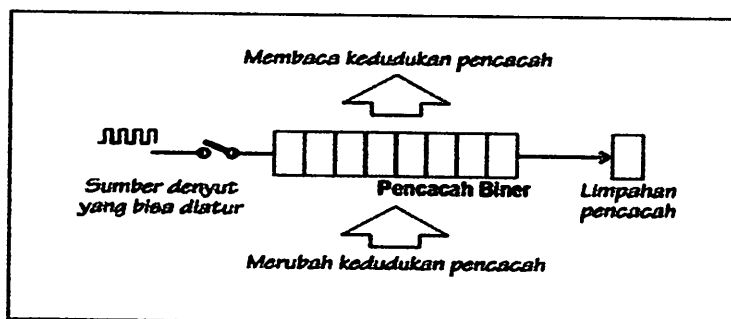 Membaca kedudukan pencacah
Sumber denyut
yang bisa diatur
Pencacah Biner
Limpahan
pencacah
Merubah kedudukan pencacah